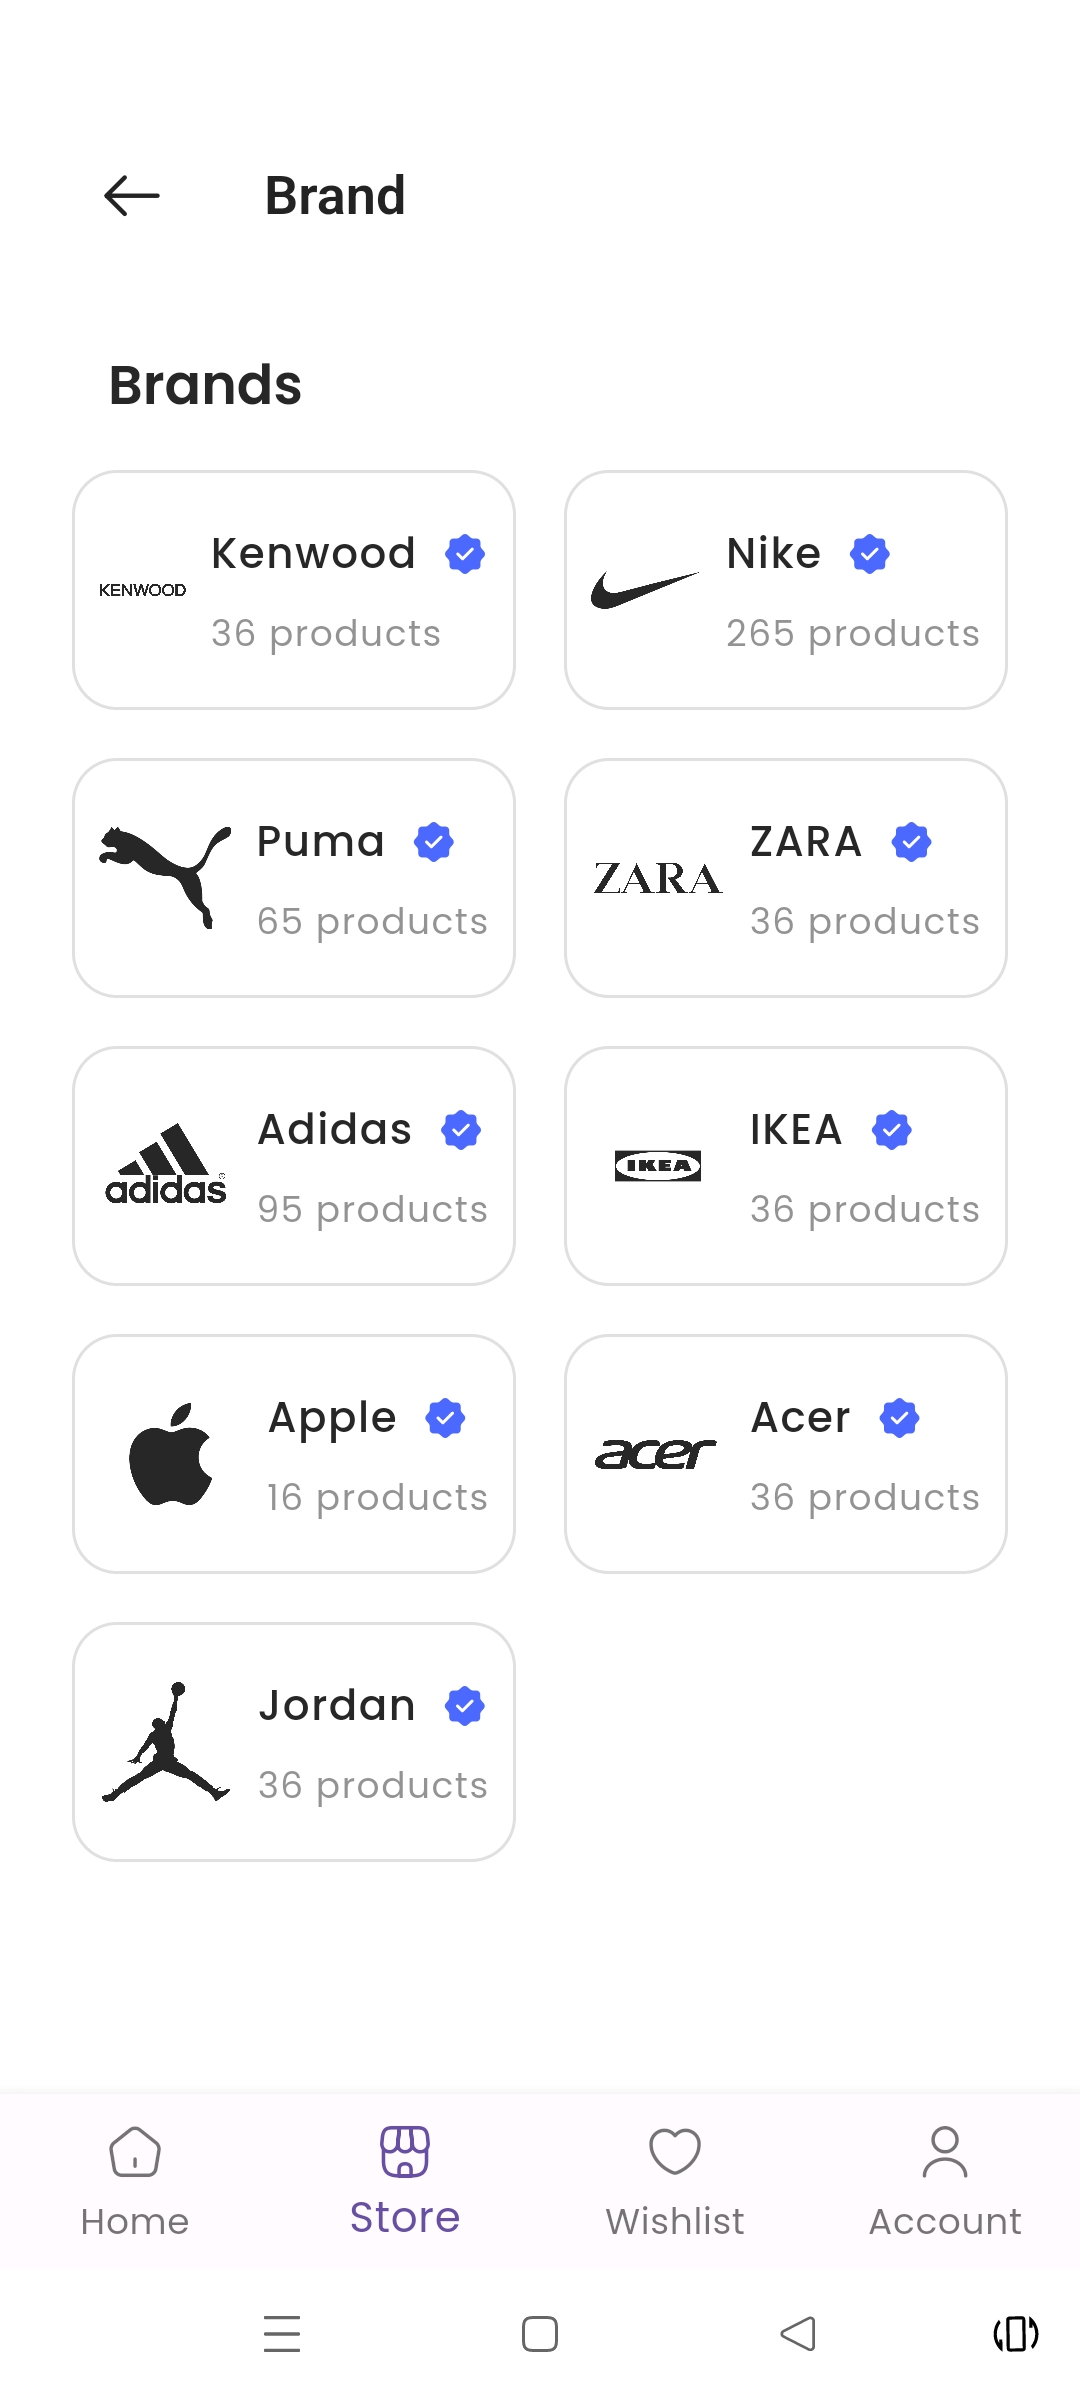 Brand
Brands
KENWOOD
Kenwood
36 products
Nike
265 products
Puma
65 products
ZARA
ZARA
36 products
adidas®
Adidas
95 products
IKEA
IKEA
36 products
Apple
16 products
acer
Acer
36 products
Jordan
36 products
Home
Store
Wishlist
Account